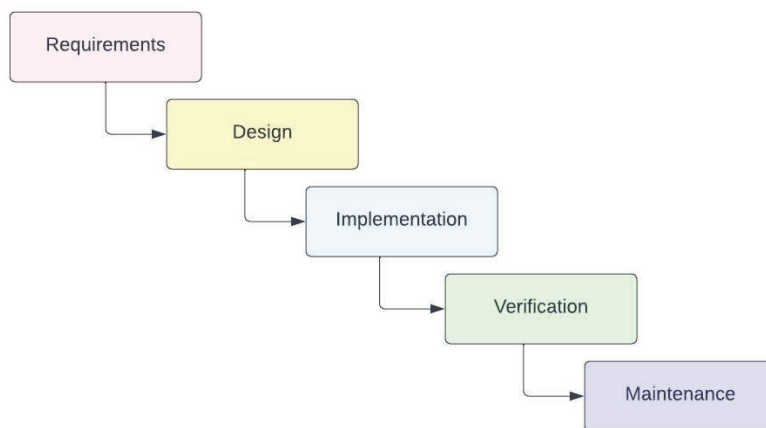 Requirements
Design
Implementation
Verification
Maintenance